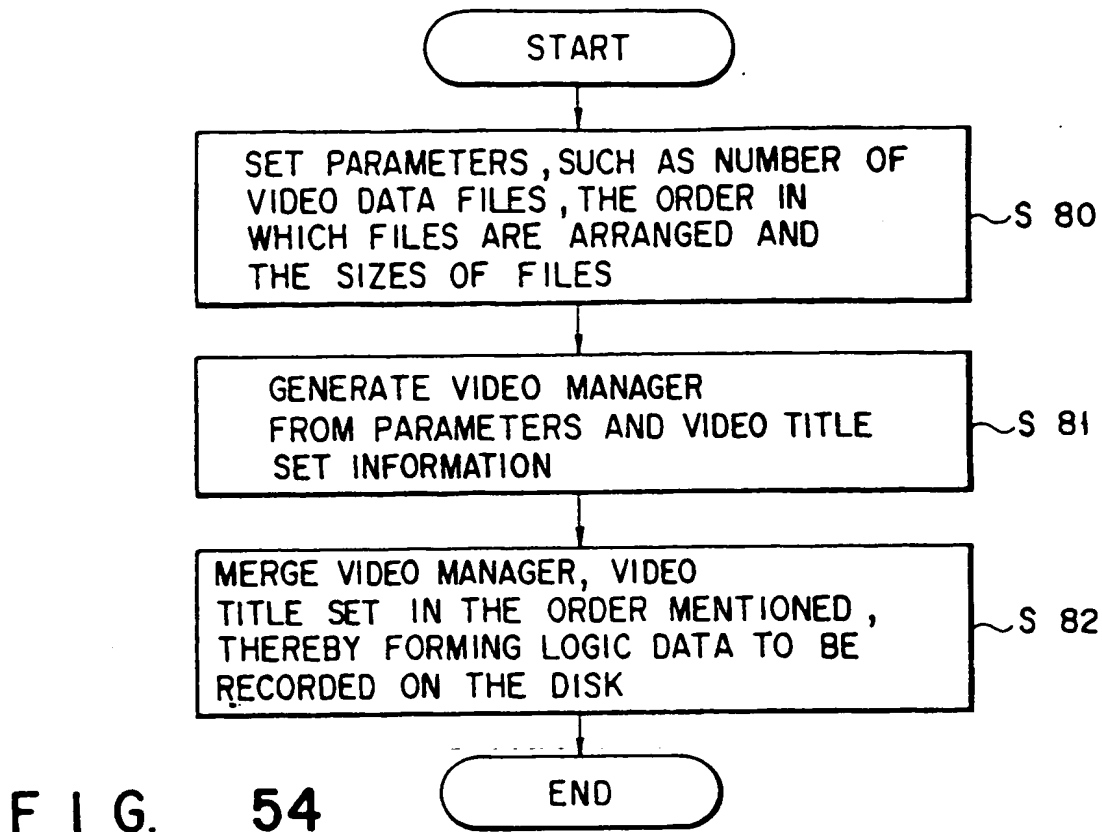 START
SET PARAMETERS, SUCH AS NUMBER OF
VIDEO DATA FILES, THE ORDER IN
WHICH FILES ARE ARRANGED AND
THE SIZES OF FILES
S 80
GENERATE VIDEO MANAGER
FROM PARAMETERS AND VIDEO TITLE
SET INFORMATION
S 81
MERGE VIDEO MANAGER, VIDEO
TITLE SET IN THE ORDER MENTIONED,
THEREBY FORMING LOGIC DATA TO BE
RECORDED ON THE DISK
S 82
END
FIG. 54